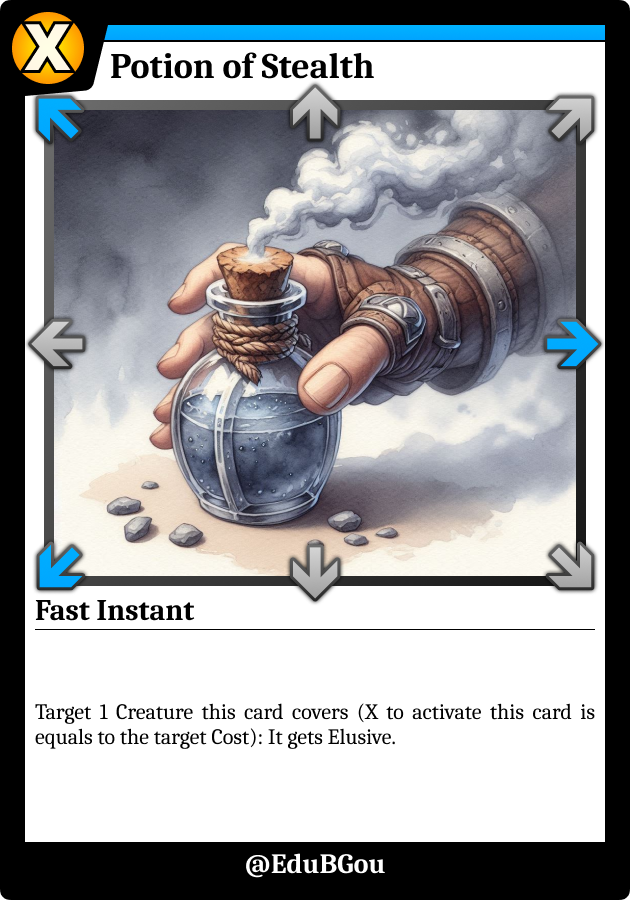 X
Potion of Stealth
Fast Instant
Target 1 Creature this card covers (X to activate this card is
equals to the target Cost): It gets Elusive.
@EduBGou